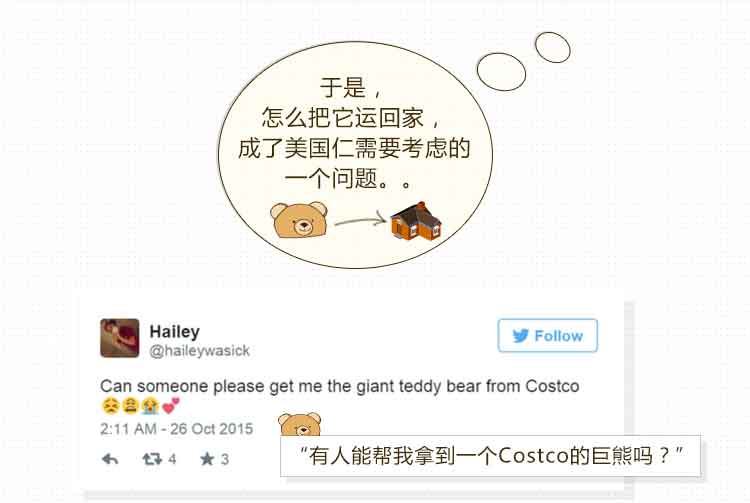 于是，
怎么把它运回家，
成了美国仁需要考虑的
一个问题。。
Hailey
@haileywasick
Follow
Can someone please get me the giant teddy bear from Costco
😣😩😭💕
2:11 AM - 26 Oct 2015
4
3
“有人能帮我拿到一个Costco的巨熊吗？”